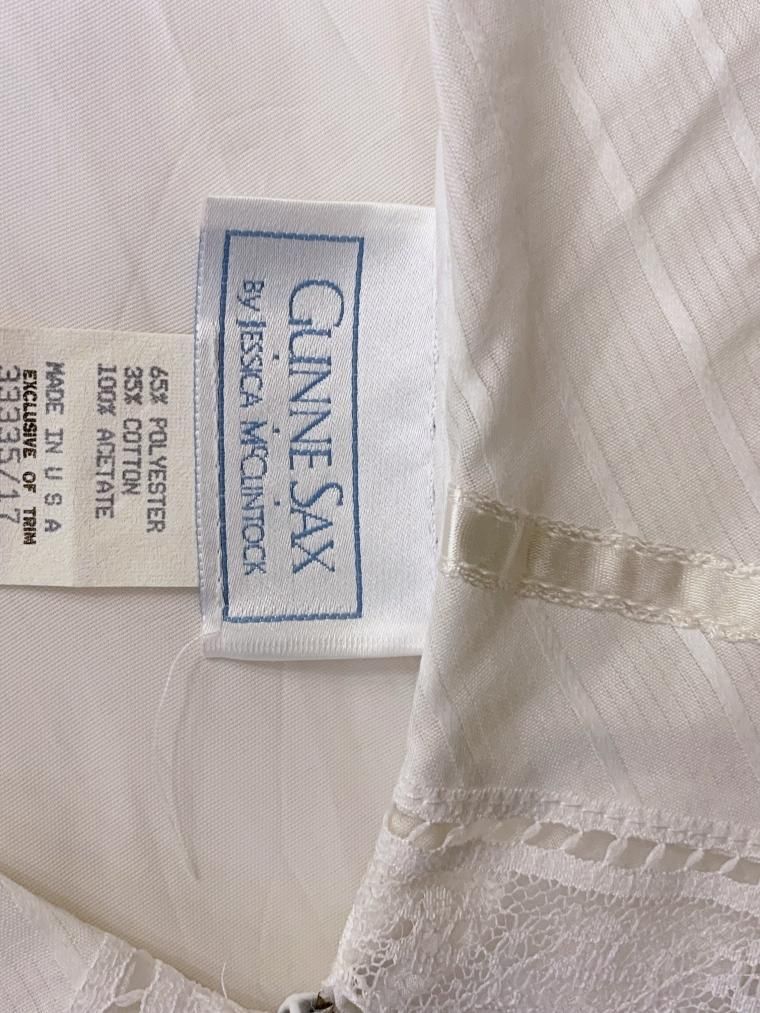 GUNNE SAX
BY JESSICA MCCLINTOCK
65% POLYESTER
35% COTTON
100% ACETATE
MADE IN U S A
EXCLUSIVE OF TRIM
33335/17